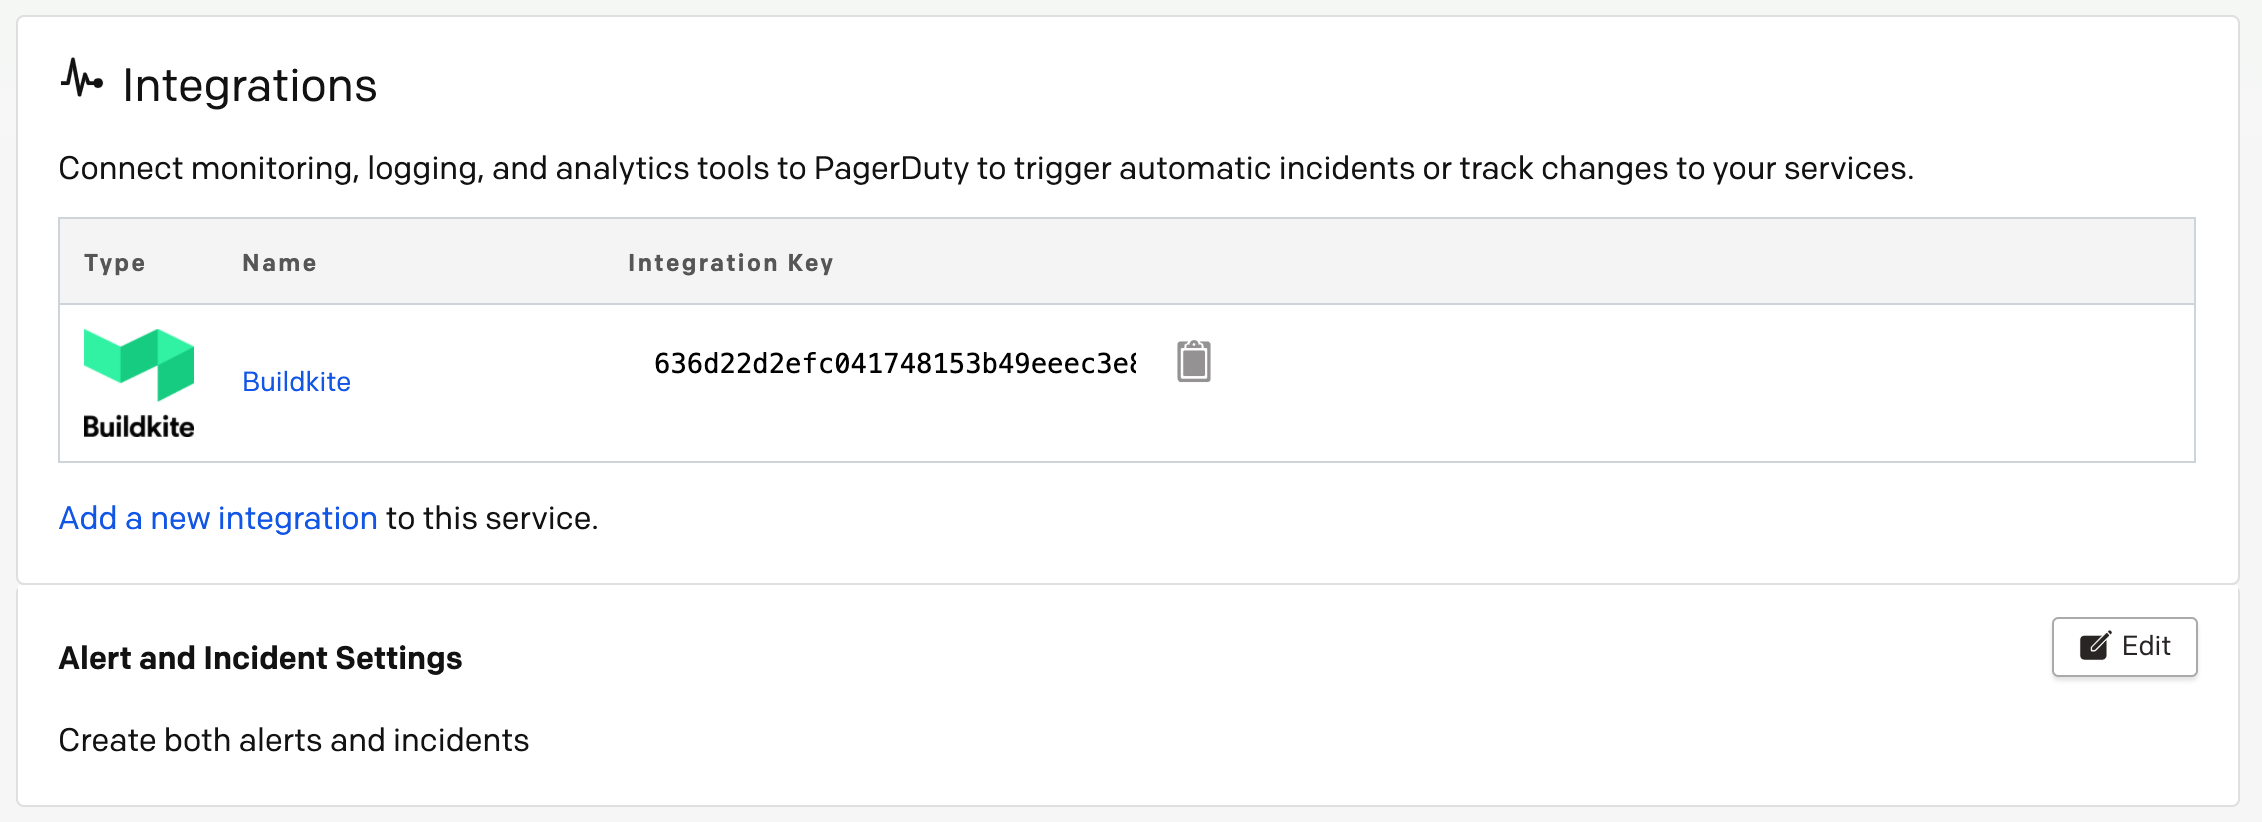 Integrations
Connect monitoring, logging, and analytics tools to PagerDuty to trigger automatic incidents or track changes to your services.
Type Name Integration Key
Buildkite 636d22d2efc041748153b49eeec3e8
Buildkite
Add a new integration to this service.
Alert and Incident Settings
Edit
Create both alerts and incidents